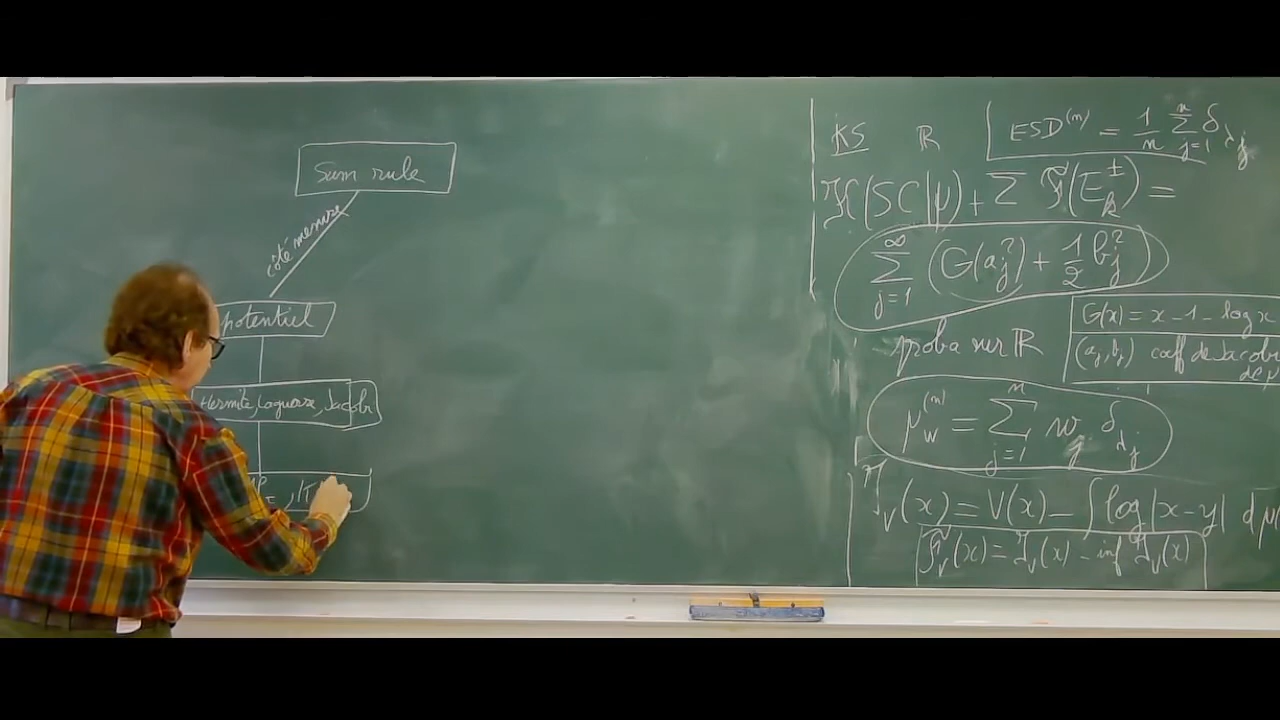 Sum rule
côté mesure
potentiel
Hermite, Laguerre, Jacobi
KS ℝ ESD^(n) = 1/n Σ_{j=1}^{n} δ_{λ_j}
K(SC|μ) + Σ F(E_k^±) =
Σ_{j=1}^{∞} (G(a_j²) + 1/2 b_j²)
G(x) = x - 1 - log x
proba sur ℝ
(a_j, b_j) coeff de Jacobi
de μ
μ_w^(n) = Σ_{j=1}^{n} w_j δ_{λ_j}
J_V(x) = V(x) - ∫ log|x-y| dμ
F_V(x) = J_V(x) - inf J_V(x)